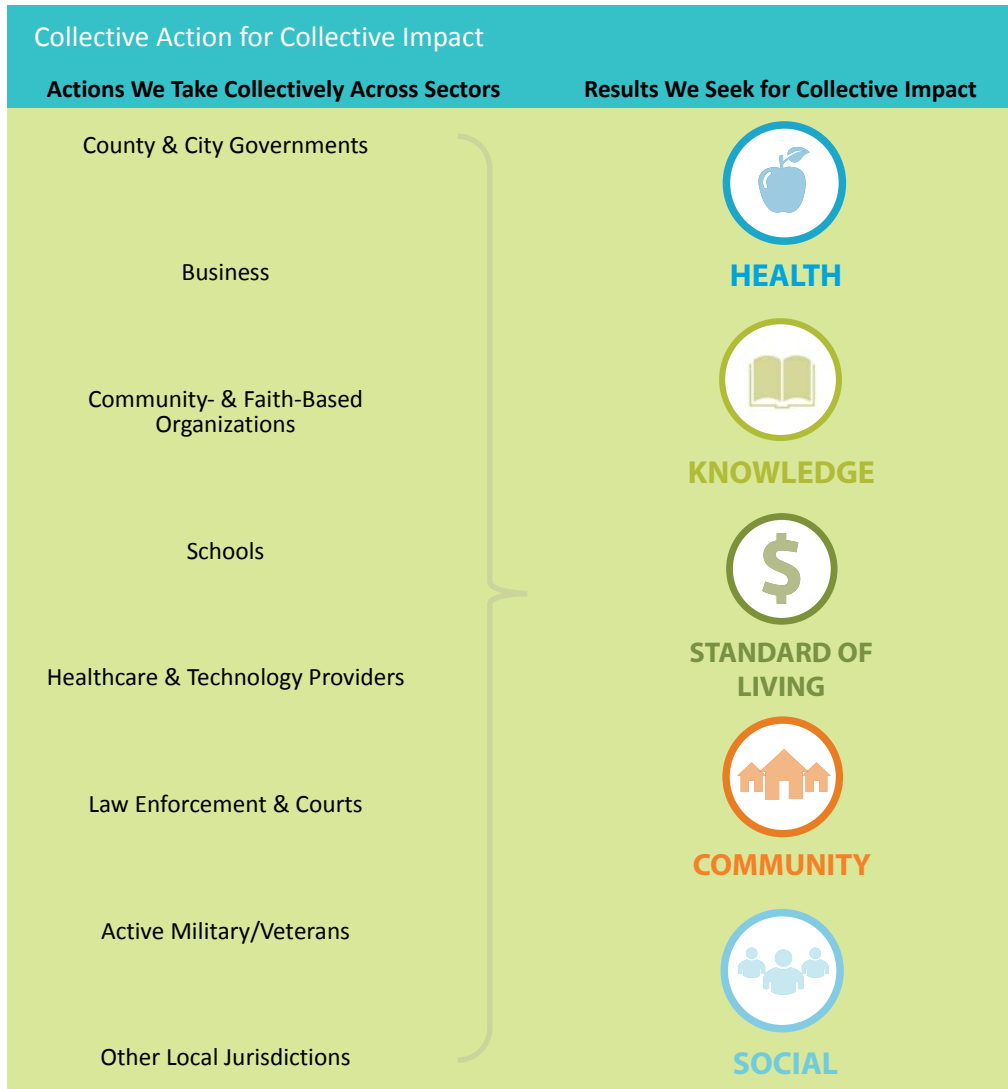 Collective Action for Collective Impact
Actions We Take Collectively Across Sectors
Results We Seek for Collective Impact
County & City Governments
Business
Community- & Faith-Based
Organizations
Schools
Healthcare & Technology Providers
Law Enforcement & Courts
Active Military/Veterans
Other Local Jurisdictions
HEALTH
KNOWLEDGE
$
STANDARD OF
LIVING
COMMUNITY
SOCIAL